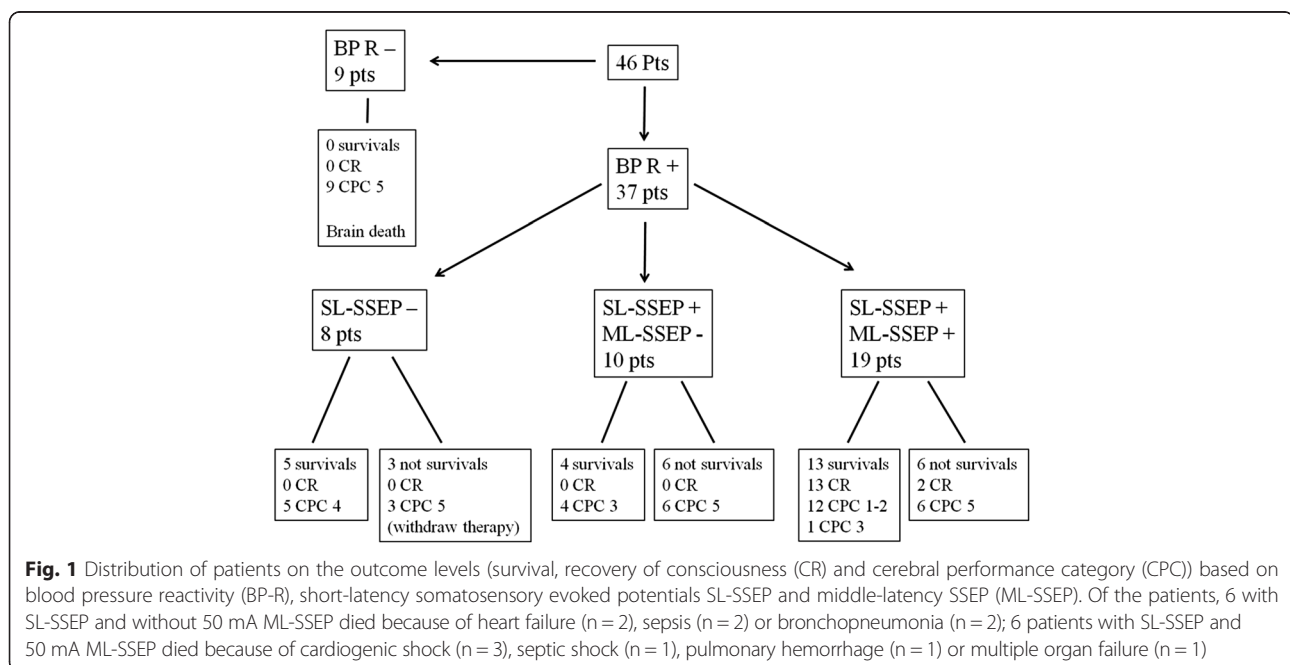 BP R –
9 pts
46 Pts
0 survivals
0 CR
9 CPC 5
Brain death
BP R +
37 pts
SL-SSEP –
8 pts
SL-SSEP +
ML-SSEP -
10 pts
SL-SSEP +
ML-SSEP +
19 pts
5 survivals
0 CR
5 CPC 4
3 not survivals
0 CR
3 CPC 5
(withdraw therapy)
4 survivals
0 CR
4 CPC 3
6 not survivals
0 CR
6 CPC 5
13 survivals
13 CR
12 CPC 1-2
1 CPC 3
6 not survivals
2 CR
6 CPC 5
Fig. 1 Distribution of patients on the outcome levels (survival, recovery of consciousness (CR) and cerebral performance category (CPC)) based on
blood pressure reactivity (BP-R), short-latency somatosensory evoked potentials SL-SSEP and middle-latency SSEP (ML-SSEP). Of the patients, 6 with
SL-SSEP and without 50 mA ML-SSEP died because of heart failure (n = 2), sepsis (n = 2) or bronchopneumonia (n = 2); 6 patients with SL-SSEP and
50 mA ML-SSEP died because of cardiogenic shock (n = 3), septic shock (n = 1), pulmonary hemorrhage (n = 1) or multiple organ failure (n = 1)